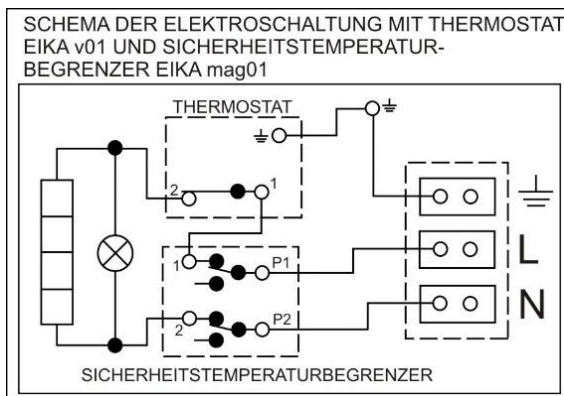 SCHEMA DER ELEKTROSCHALTUNG MIT THERMOSTAT
EIKA v01 UND SICHERHEITSTEMPERATUR-
BEGRENZER EIKA mag01
THERMOSTAT
2
1
1
P1
L
2
P2
N
SICHERHEITSTEMPERATURBEGRENZER